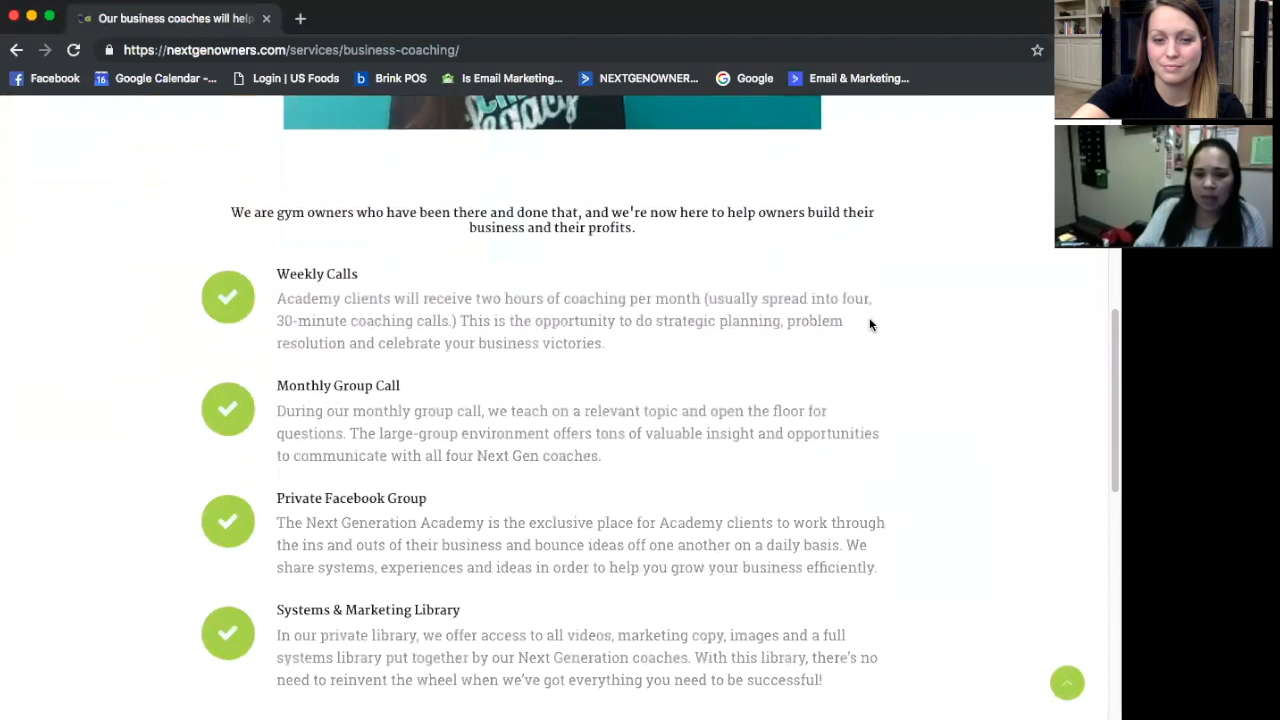 Our business coaches will help
https://nextgenowners.com/services/business-coaching/
Facebook
16
Google Calendar -...
Login | US Foods
b
Brink POS
Is Email Marketing...
NEXTGENOWNER...
G
Google
Email & Marketing...
legacy
We are gym owners who have been there and done that, and we're now here to help owners build their
business and their profits.
Weekly Calls
Academy clients will receive two hours of coaching per month (usually spread into four,
30-minute coaching calls.) This is the opportunity to do strategic planning, problem
resolution and celebrate your business victories.
Monthly Group Call
During our monthly group call, we teach on a relevant topic and open the floor for
questions. The large-group environment offers tons of valuable insight and opportunities
to communicate with all four Next Gen coaches.
Private Facebook Group
The Next Generation Academy is the exclusive place for Academy clients to work through
the ins and outs of their business and bounce ideas off one another on a daily basis. We
share systems, experiences and ideas in order to help you grow your business efficiently.
Systems & Marketing Library
In our private library, we offer access to all videos, marketing copy, images and a full
systems library put together by our Next Generation coaches. With this library, there's no
need to reinvent the wheel when we've got everything you need to be successful!